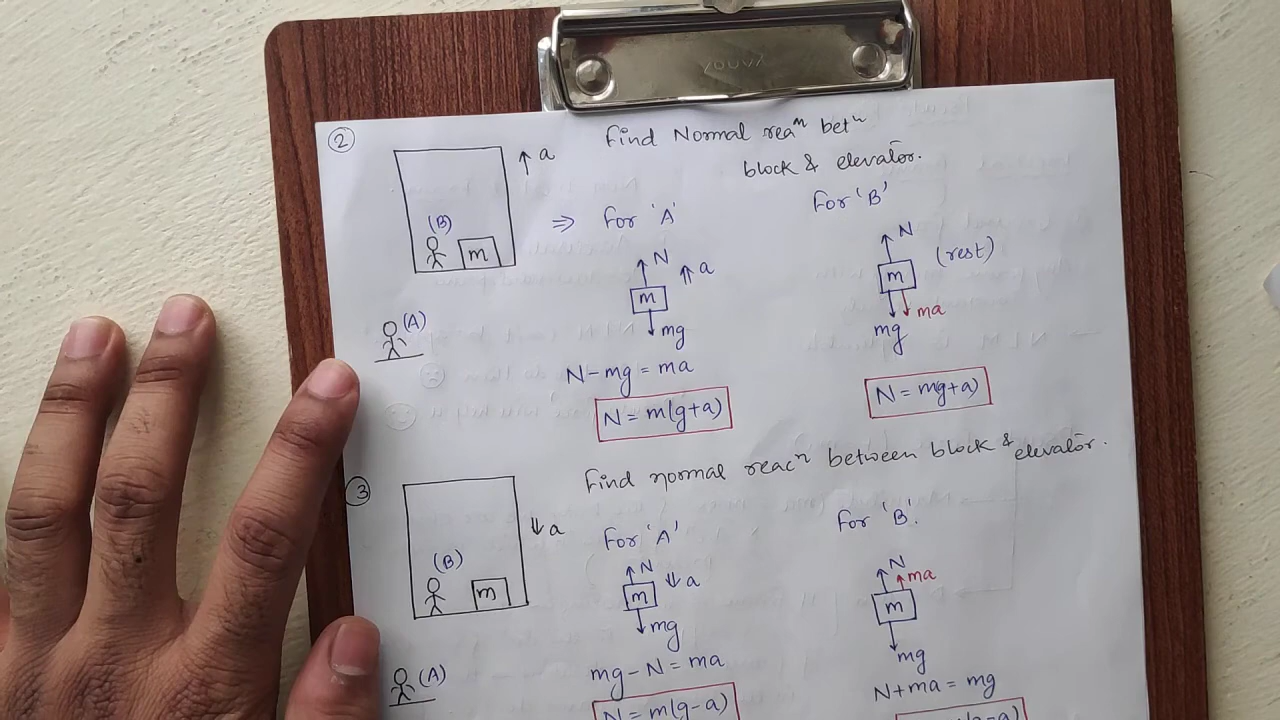 YOUVA
② Find Normal reaⁿ betⁿ
block & elevator.
↑ a
(B)
m
(A)
⇒ for 'A'
N
↑ a
m
mg
N-mg = ma
N = m(g+a)
For 'B'
N
(rest)
m
ma
mg
N = mg+a)
③ Find normal reacⁿ between block & elevator.
↓ a
(B)
m
(A)
For 'A'
N
↓ a
m
mg
mg - N = ma
N = m(g-a)
For 'B'.
N
ma
m
mg
N+ma = mg